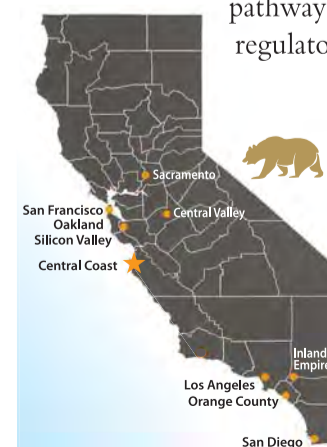 pathway
regulato
Sacramento
San Francisco
Oakland
Central Valley
Silicon Valley
Central Coast
Inland
Empire
Los Angeles
Orange County
San Diego